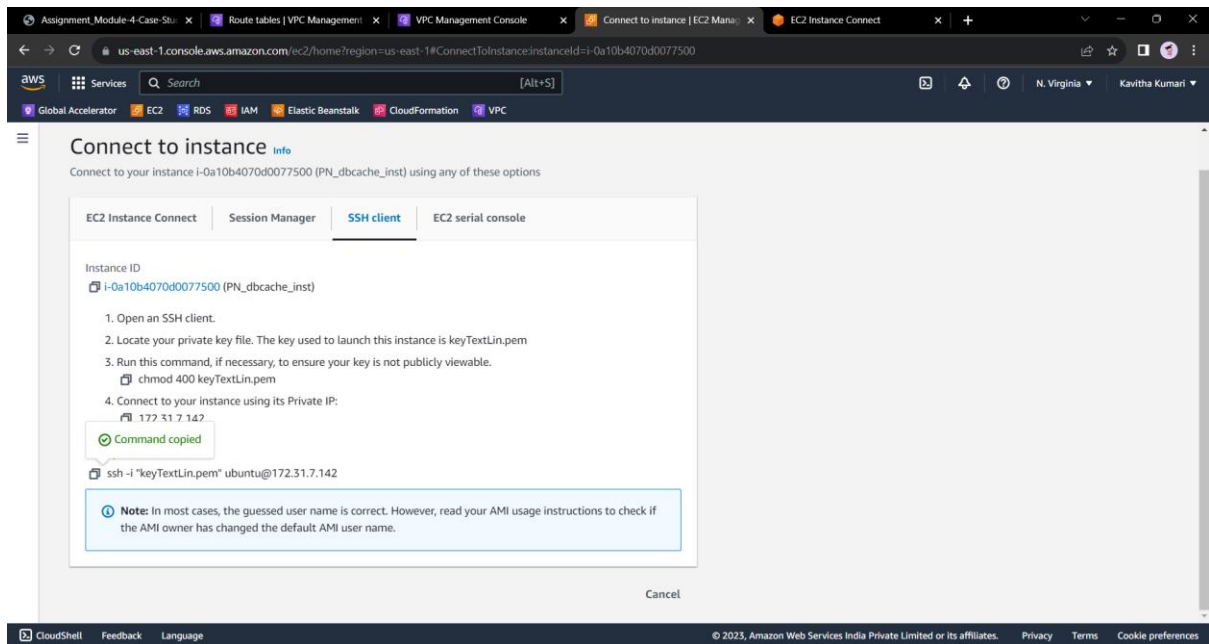 Assignment_Module-4-Case-Stu
Route tables | VPC Management
VPC Management Console
Connect to instance | EC2 Manag
EC2 Instance Connect
us-east-1.console.aws.amazon.com/ec2/home?region=us-east-1#ConnectToInstance:instanceId=i-0a10b4070d0077500
aws
Services
Search
[Alt+S]
N. Virginia
Kavitha Kumari
Global Accelerator
EC2
RDS
IAM
Elastic Beanstalk
CloudFormation
VPC
Connect to instance Info
Connect to your instance i-0a10b4070d0077500 (PN_dbcache_inst) using any of these options
EC2 Instance Connect
Session Manager
SSH client
EC2 serial console
Instance ID
i-0a10b4070d0077500 (PN_dbcache_inst)
1. Open an SSH client.
2. Locate your private key file. The key used to launch this instance is keyTextLin.pem
3. Run this command, if necessary, to ensure your key is not publicly viewable.
chmod 400 keyTextLin.pem
4. Connect to your instance using its Private IP:
172.31.7.142
Command copied
ssh -i "keyTextLin.pem" ubuntu@172.31.7.142
Note: In most cases, the guessed user name is correct. However, read your AMI usage instructions to check if
the AMI owner has changed the default AMI user name.
Cancel
CloudShell
Feedback
Language
© 2023, Amazon Web Services India Private Limited or its affiliates.
Privacy
Terms
Cookie preferences